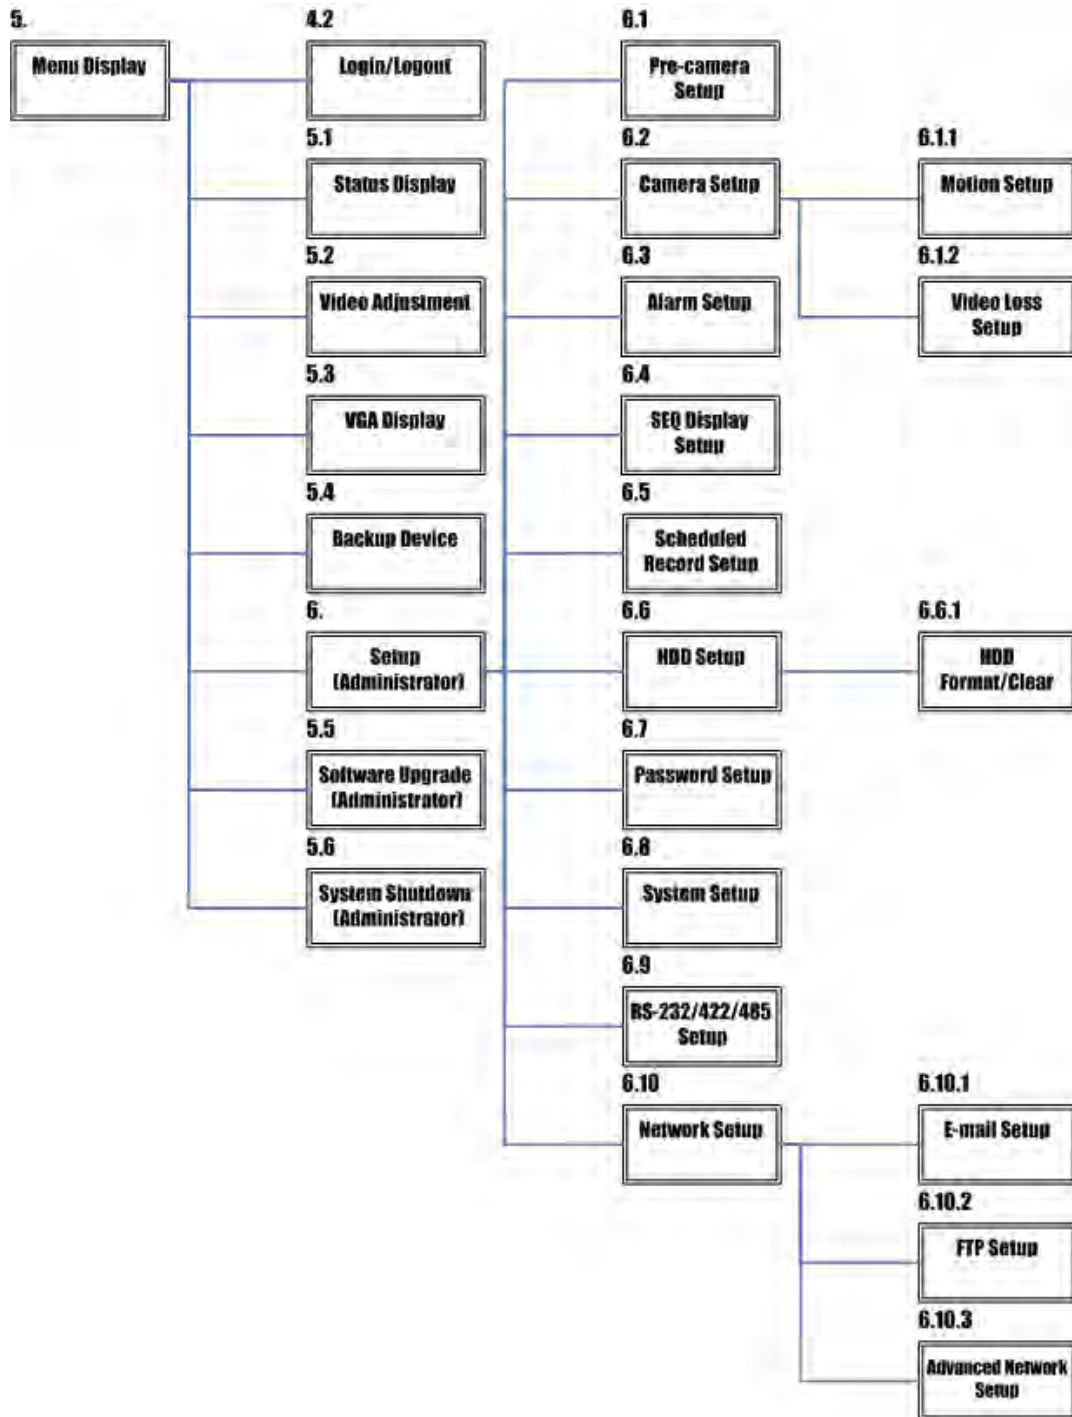 5.
Menu Display
4.2
Login/Logout
5.1
Status Display
5.2
Video Adjustment
5.3
VGA Display
5.4
Backup Device
6.
Setup
(Administrator)
5.5
Software Upgrade
(Administrator)
5.6
System Shutdown
(Administrator)
6.1
Pre-camera
Setup
6.2
Camera Setup
6.3
Alarm Setup
6.4
SEQ Display
Setup
6.5
Scheduled
Record Setup
6.6
HDD Setup
6.7
Password Setup
6.8
System Setup
6.9
RS-232/422/485
Setup
6.10
Network Setup
6.1.1
Motion Setup
6.1.2
Video Loss
Setup
6.6.1
HDD
Format/Clear
6.10.1
E-mail Setup
6.10.2
FTP Setup
6.10.3
Advanced Network
Setup